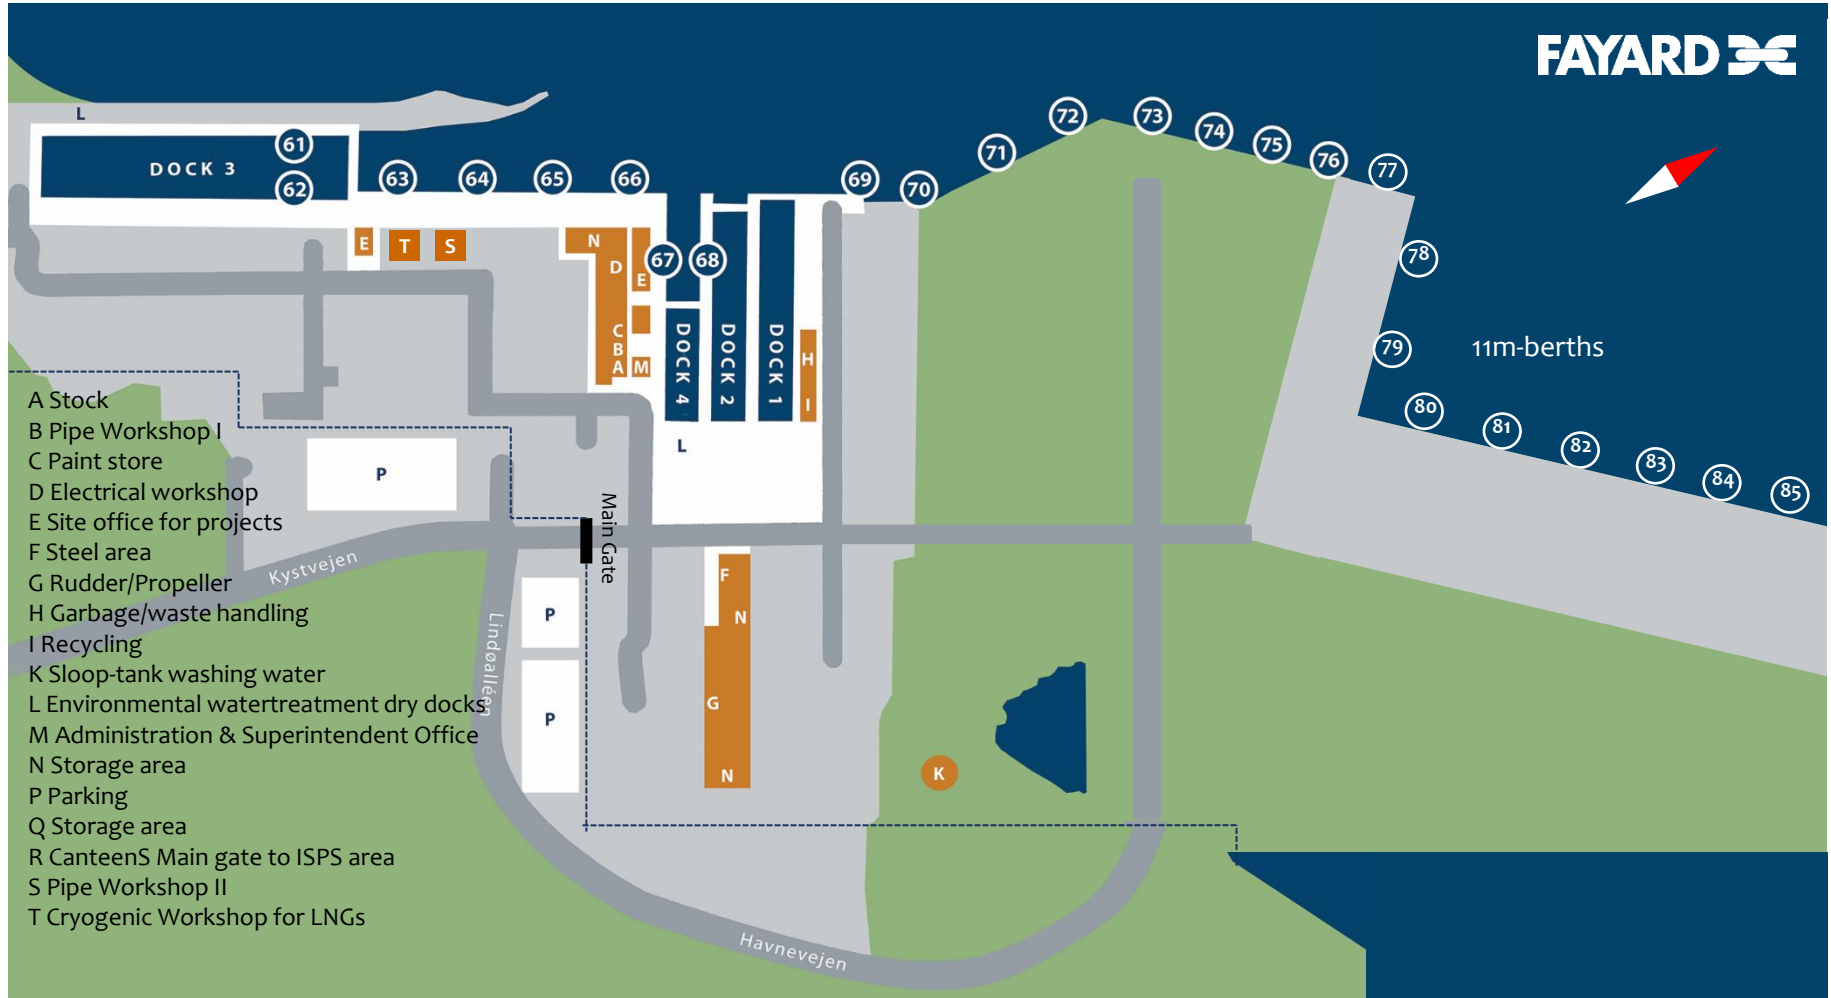 FAYARD
L
61
DOCK 3
62
63
64
65
66
69
70
71
72
73
74
75
76
77
78
79
11m-berths
80
81
82
83
84
85
E
T
S
N
D
E
67
68
C
B
A
M
DOCK 4
DOCK 2
DOCK 1
H
I
L
P
Main Gate
Kystvejen
Lindøalléen
P
P
F
N
G
N
K
Havnevejen
A Stock
B Pipe Workshop I
C Paint store
D Electrical workshop
E Site office for projects
F Steel area
G Rudder/Propeller
H Garbage/waste handling
I Recycling
K Sloop-tank washing water
L Environmental watertreatment dry docks
M Administration & Superintendent Office
N Storage area
P Parking
Q Storage area
R CanteenS Main gate to ISPS area
S Pipe Workshop II
T Cryogenic Workshop for LNGs